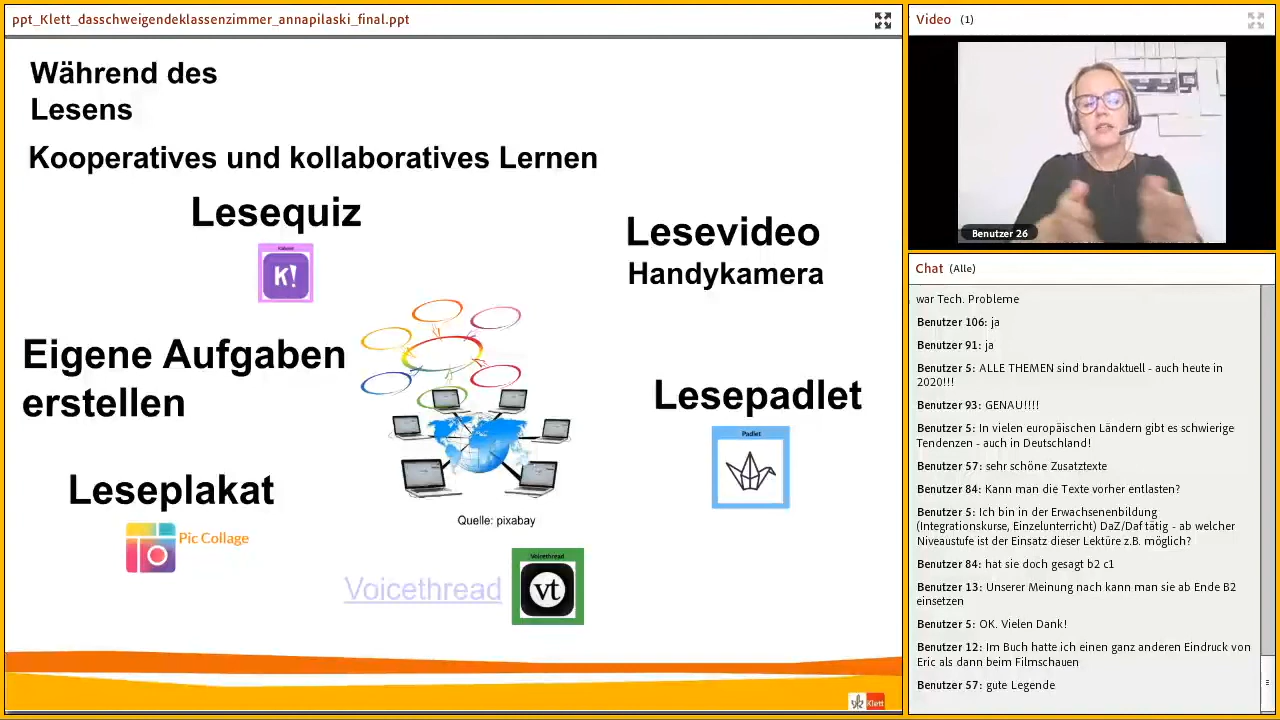 ppt_Klett_dasschweigendeklassenzimmer_annapilaski_final.ppt
Während des
Lesens
Kooperatives und kollaboratives Lernen
Lesequiz
Kahoot
K!
Lesevideo
Handykamera
Eigene Aufgaben
erstellen
Lesepadlet
Padlet
Leseplakat
Pic Collage
Quelle: pixabay
Voicethread
Voicethread
vt
Klett
Video (1)
Benutzer 26
Chat (Alle)
war Tech. Probleme
Benutzer 106: ja
Benutzer 91: ja
Benutzer 5: ALLE THEMEN sind brandaktuell - auch heute in
2020!!!
Benutzer 93: GENAU!!!!
Benutzer 5: In vielen europäischen Ländern gibt es schwierige
Tendenzen - auch in Deutschland!
Benutzer 57: sehr schöne Zusatztexte
Benutzer 84: Kann man die Texte vorher entlasten?
Benutzer 5: Ich bin in der Erwachsenenbildung
(Integrationskurse, Einzelunterricht) DaZ/Daf tätig - ab welcher
Niveaustufe ist der Einsatz dieser Lektüre z.B. möglich?
Benutzer 84: hat sie doch gesagt b2 c1
Benutzer 13: Unserer Meinung nach kann man sie ab Ende B2
einsetzen
Benutzer 5: OK. Vielen Dank!
Benutzer 12: Im Buch hatte ich einen ganz anderen Eindruck von
Eric als dann beim Filmschauen
Benutzer 57: gute Legende